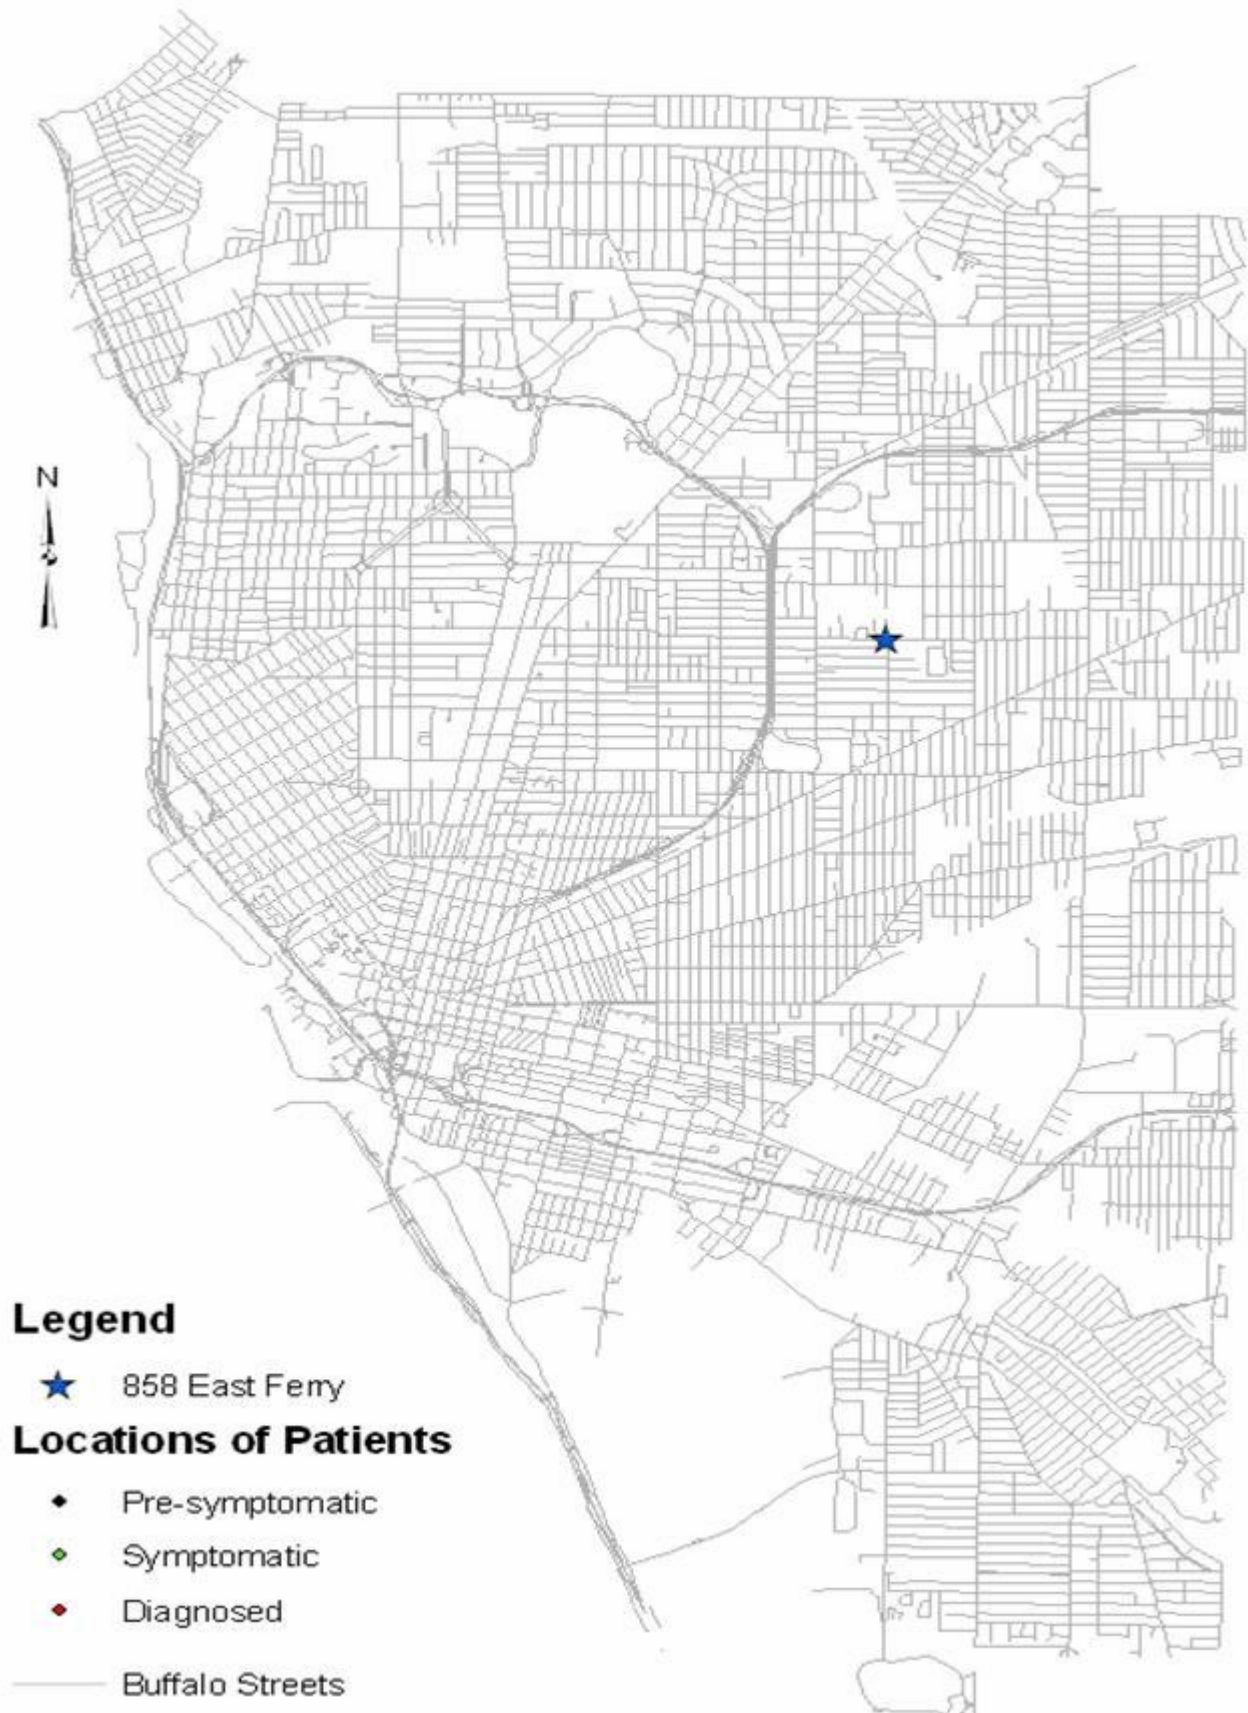 N
Legend
858 East Ferry
Locations of Patients
Pre-symptomatic
Symptomatic
Diagnosed
Buffalo Streets